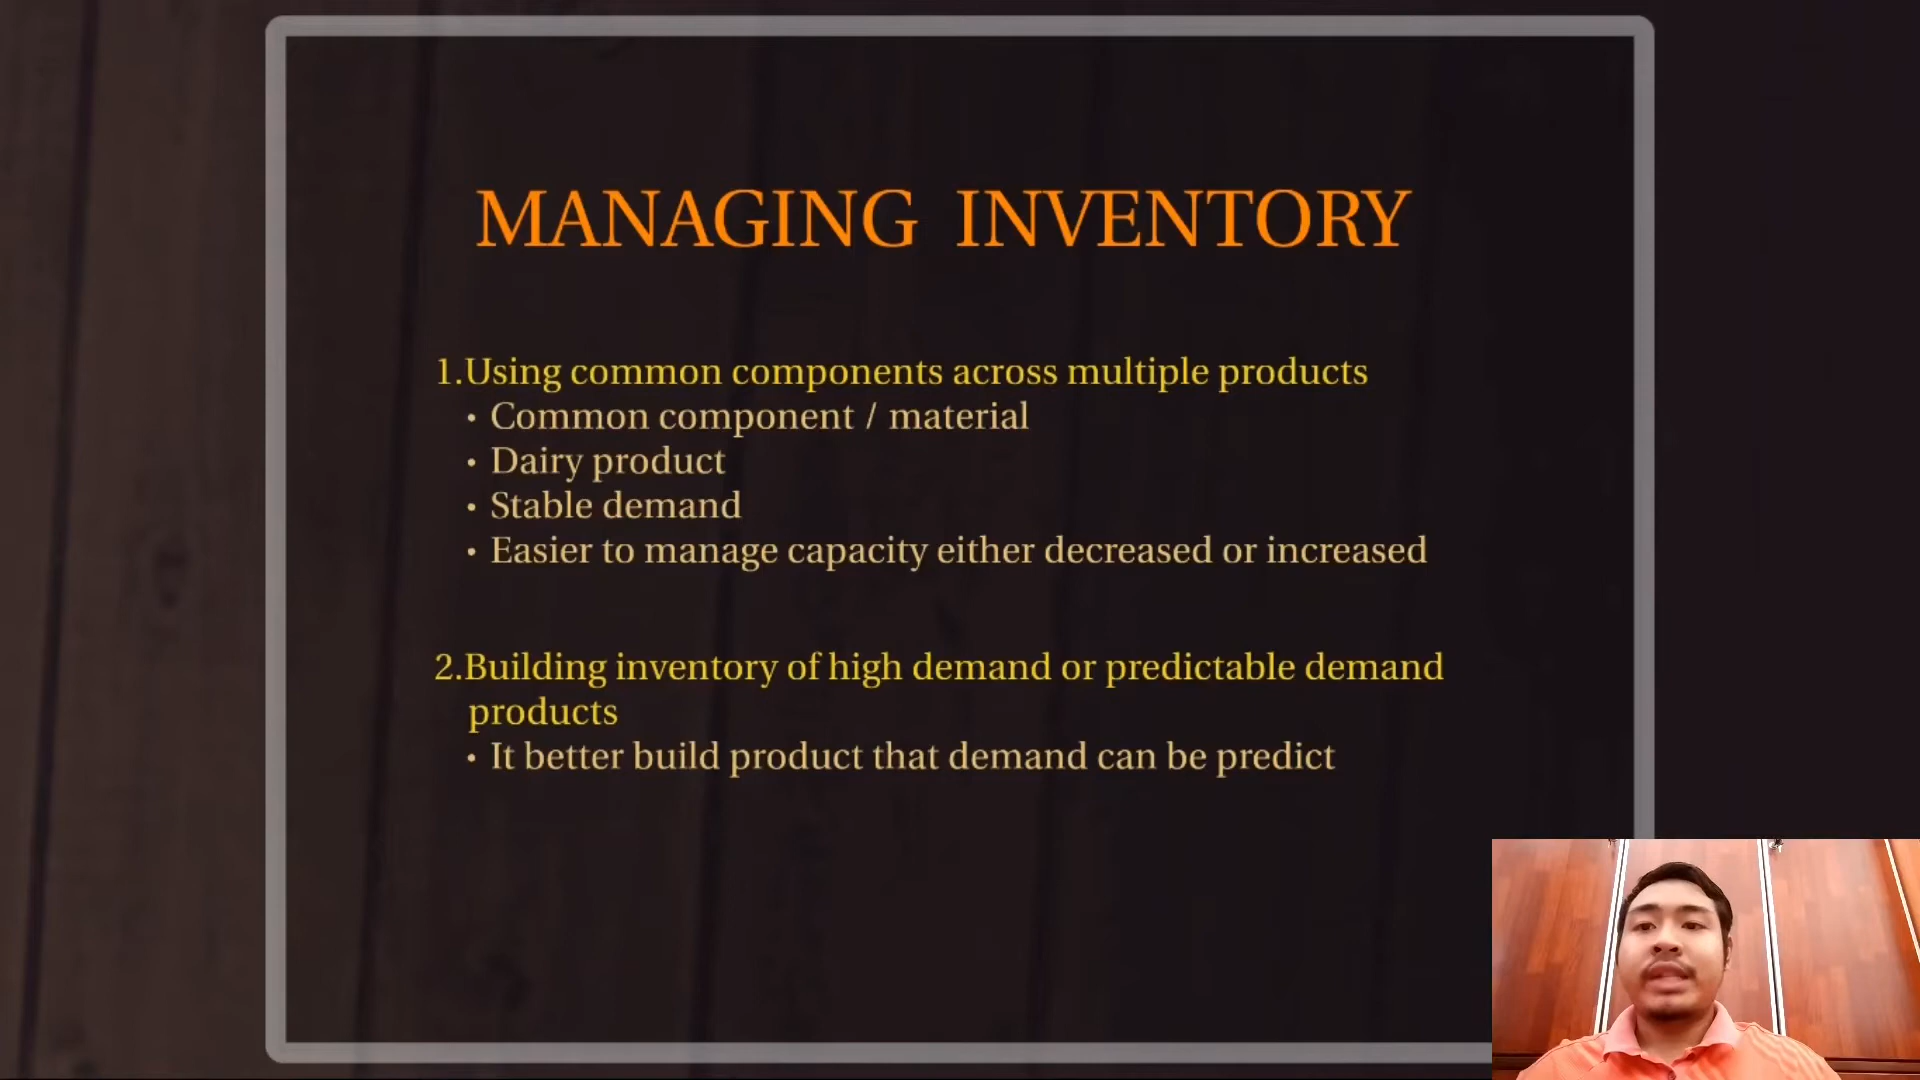 MANAGING INVENTORY
1.Using common components across multiple products
• Common component / material
• Dairy product
• Stable demand
• Easier to manage capacity either decreased or increased
2.Building inventory of high demand or predictable demand
products
• It better build product that demand can be predict